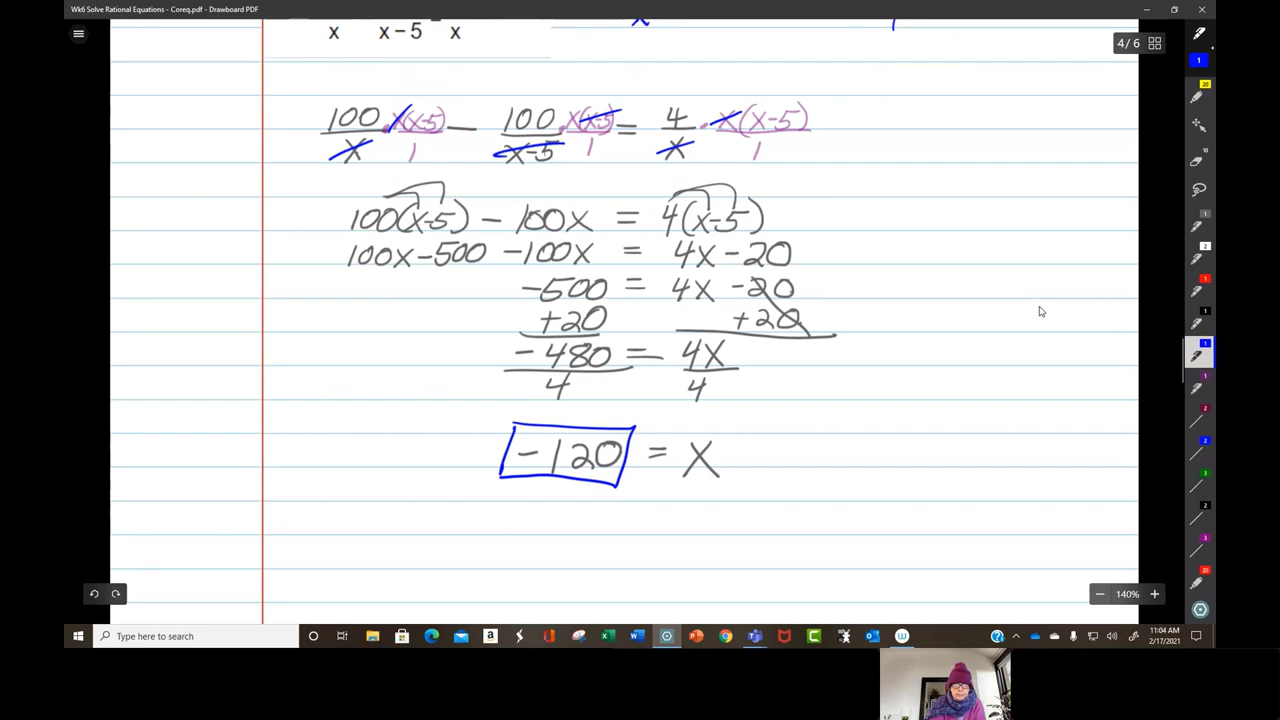 Wk6 Solve Rational Equations - Coreq.pdf - Drawboard PDF
x x – 5 x
4 / 6
100/x · x(x-5)/1 — 100/x-5 · x(x-5)/1 = 4/x · x(x-5)/1
100(x-5) - 100x = 4(x-5)
100x - 500 - 100x = 4x - 20
-500 = 4x - 20
+20 +20
-480 = 4x
4 4
-120 = x
140%
Type here to search
11:04 AM
2/17/2021